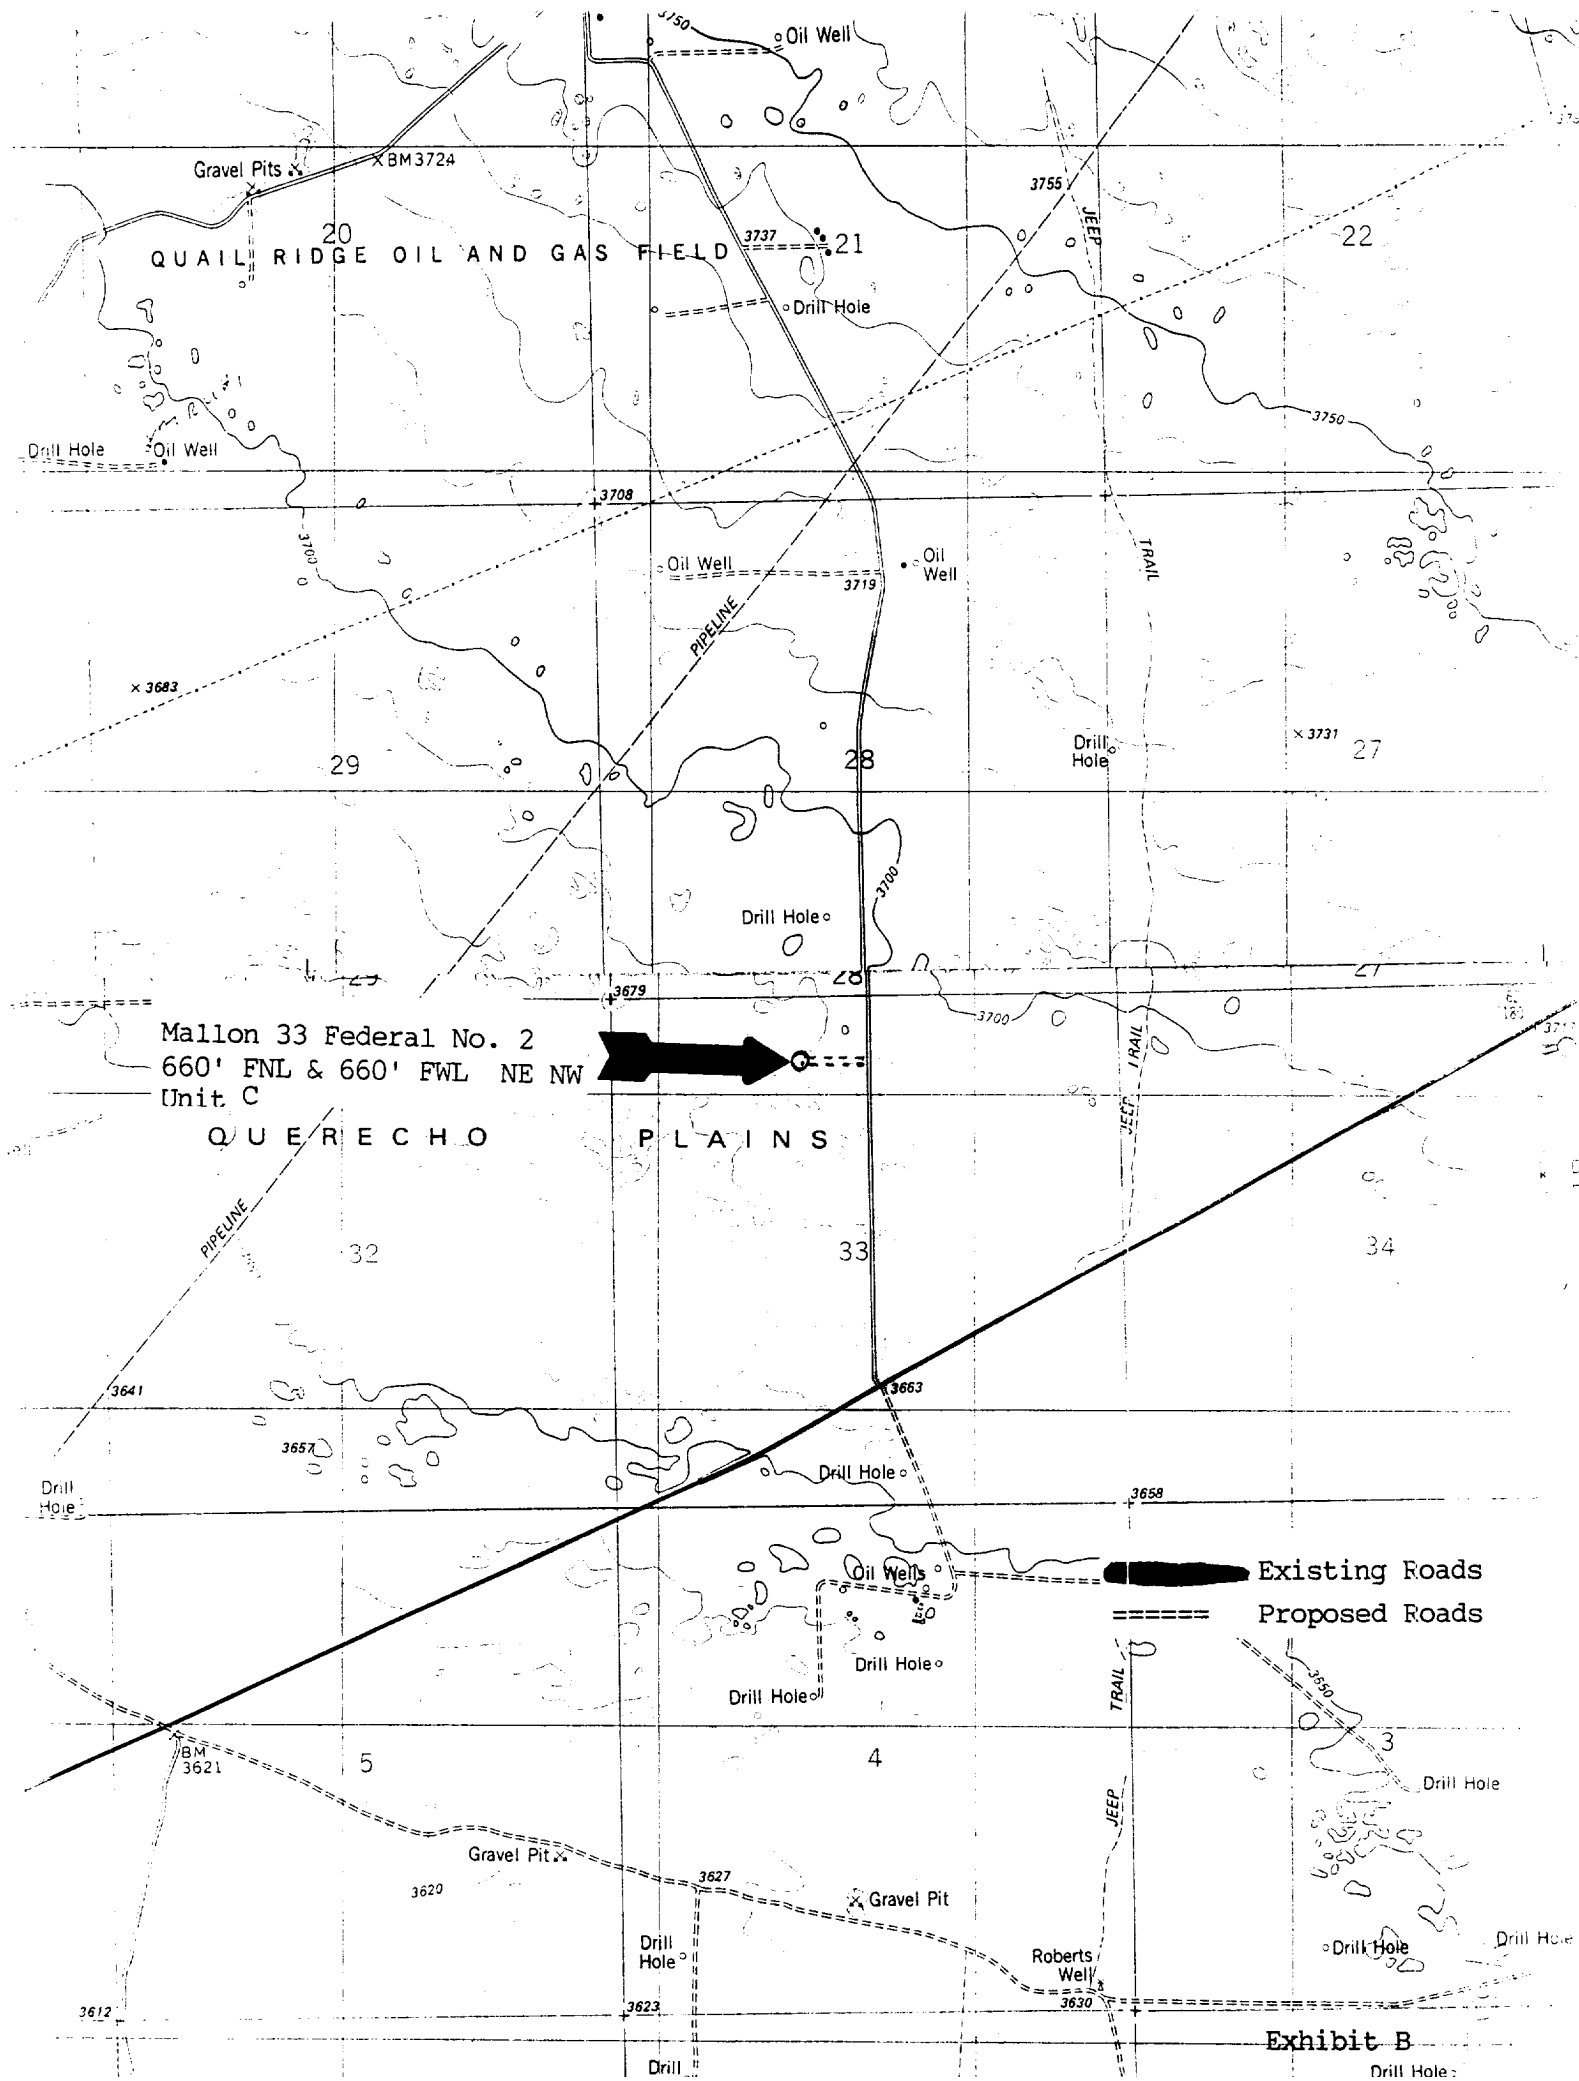 3750
Oil Well
Gravel Pits
BM 3724
3755
JEEP
20
QUAIL RIDGE OIL AND GAS FIELD
3737
21
22
Drill Hole
3750
Drill Hole
Oil Well
3708
3700
TRAIL
Oil Well
3719
Oil
Well
PIPELINE
3683
29
28
Drill
Hole
3731
27
3700
Drill Hole
28
3679
3700
Mallon 33 Federal No. 2
660' FNL & 660' FWL NE NW
Unit C
JEEP TRAIL
QUERECHO PLAINS
PIPELINE
32
33
34
3641
3663
3657
Drill Hole
Drill
Hole
3658
Oil Wells
Existing Roads
Proposed Roads
Drill Hole
Drill Hole
TRAIL
3650
BM
3621
5
4
3
Drill Hole
JEEP
Gravel Pit
3620
3627
Gravel Pit
Drill
Hole
Roberts
Well
Drill Hole
Drill Hole
3612
3623
3630
Exhibit B
Drill
Drill Hole